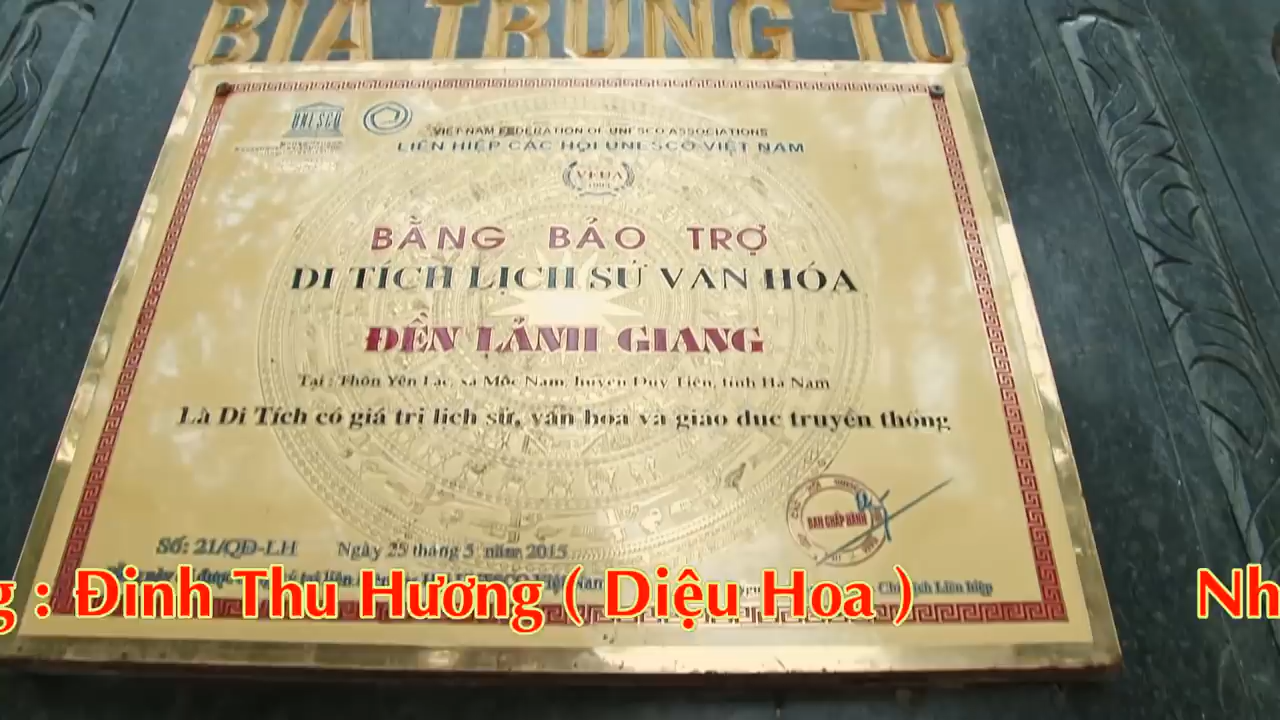 BIA TRÙNG TU
UNESCO
VIET NAM FEDERATION OF UNESCO ASSOCIATIONS
LIÊN HIỆP CÁC HỘI UNESCO VIỆT NAM
VFUA
1993
BẰNG BẢO TRỢ
DI TÍCH LỊCH SỬ VĂN HÓA
ĐỀN LẢNH GIANG
Tại : Thôn Yên Lạc, xã Mộc Nam, huyện Duy Tiên, tỉnh Hà Nam
Là Di Tích có giá trị lịch sử, văn hóa và giáo dục truyền thống
BAN CHẤP HÀNH
Số: 21/QĐ-LH Ngày 25 tháng 5 năm 2015
Chủ tịch Liên hiệp
g : Đinh Thu Hương ( Diệu Hoa ) Nh